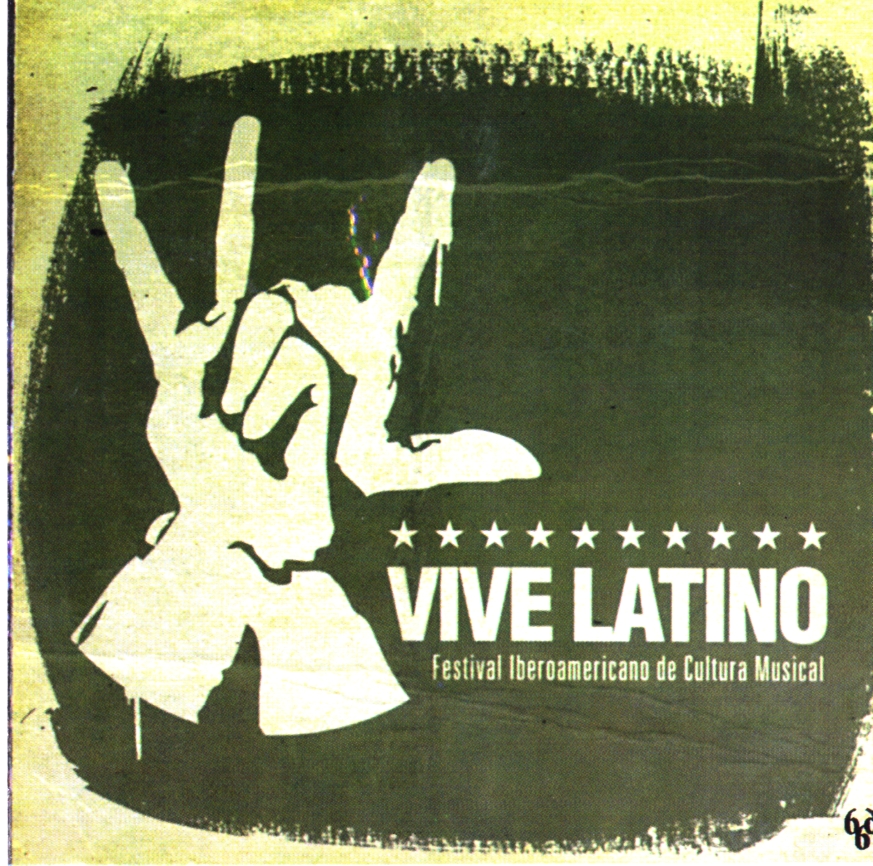 ★ ★ ★ ★ ★ ★ ★ ★ ★ ★
VIVE LATINO
Festival Iberoamericano de Cultura Musical